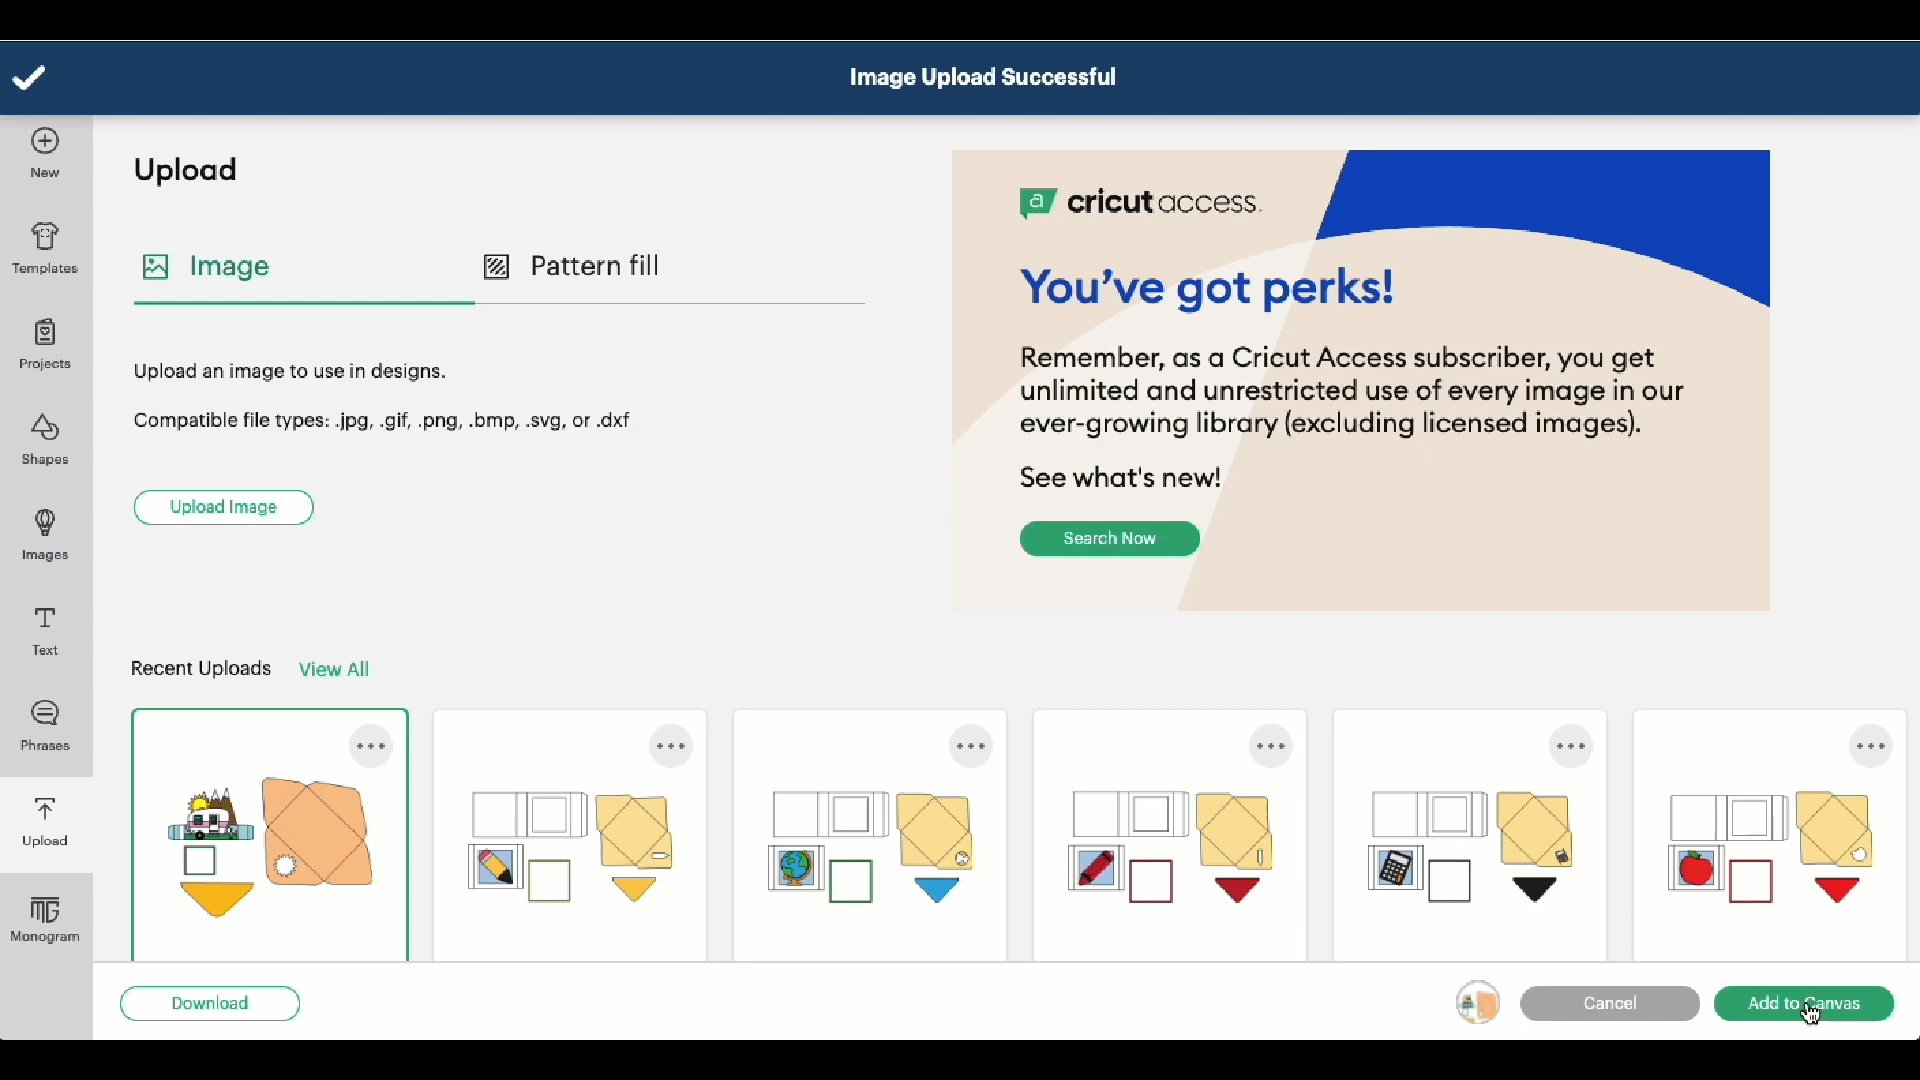 Image Upload Successful
New
Templates
Projects
Shapes
Images
Text
Phrases
Upload
Monogram
Upload
Image
Pattern fill
Upload an image to use in designs.
Compatible file types: .jpg, .gif, .png, .bmp, .svg, or .dxf
Upload Image
a cricut access
You've got perks!
Remember, as a Cricut Access subscriber, you get
unlimited and unrestricted use of every image in our
ever-growing library (excluding licensed images).
See what's new!
Search Now
Recent Uploads View All
Download
Cancel
Add to Canvas